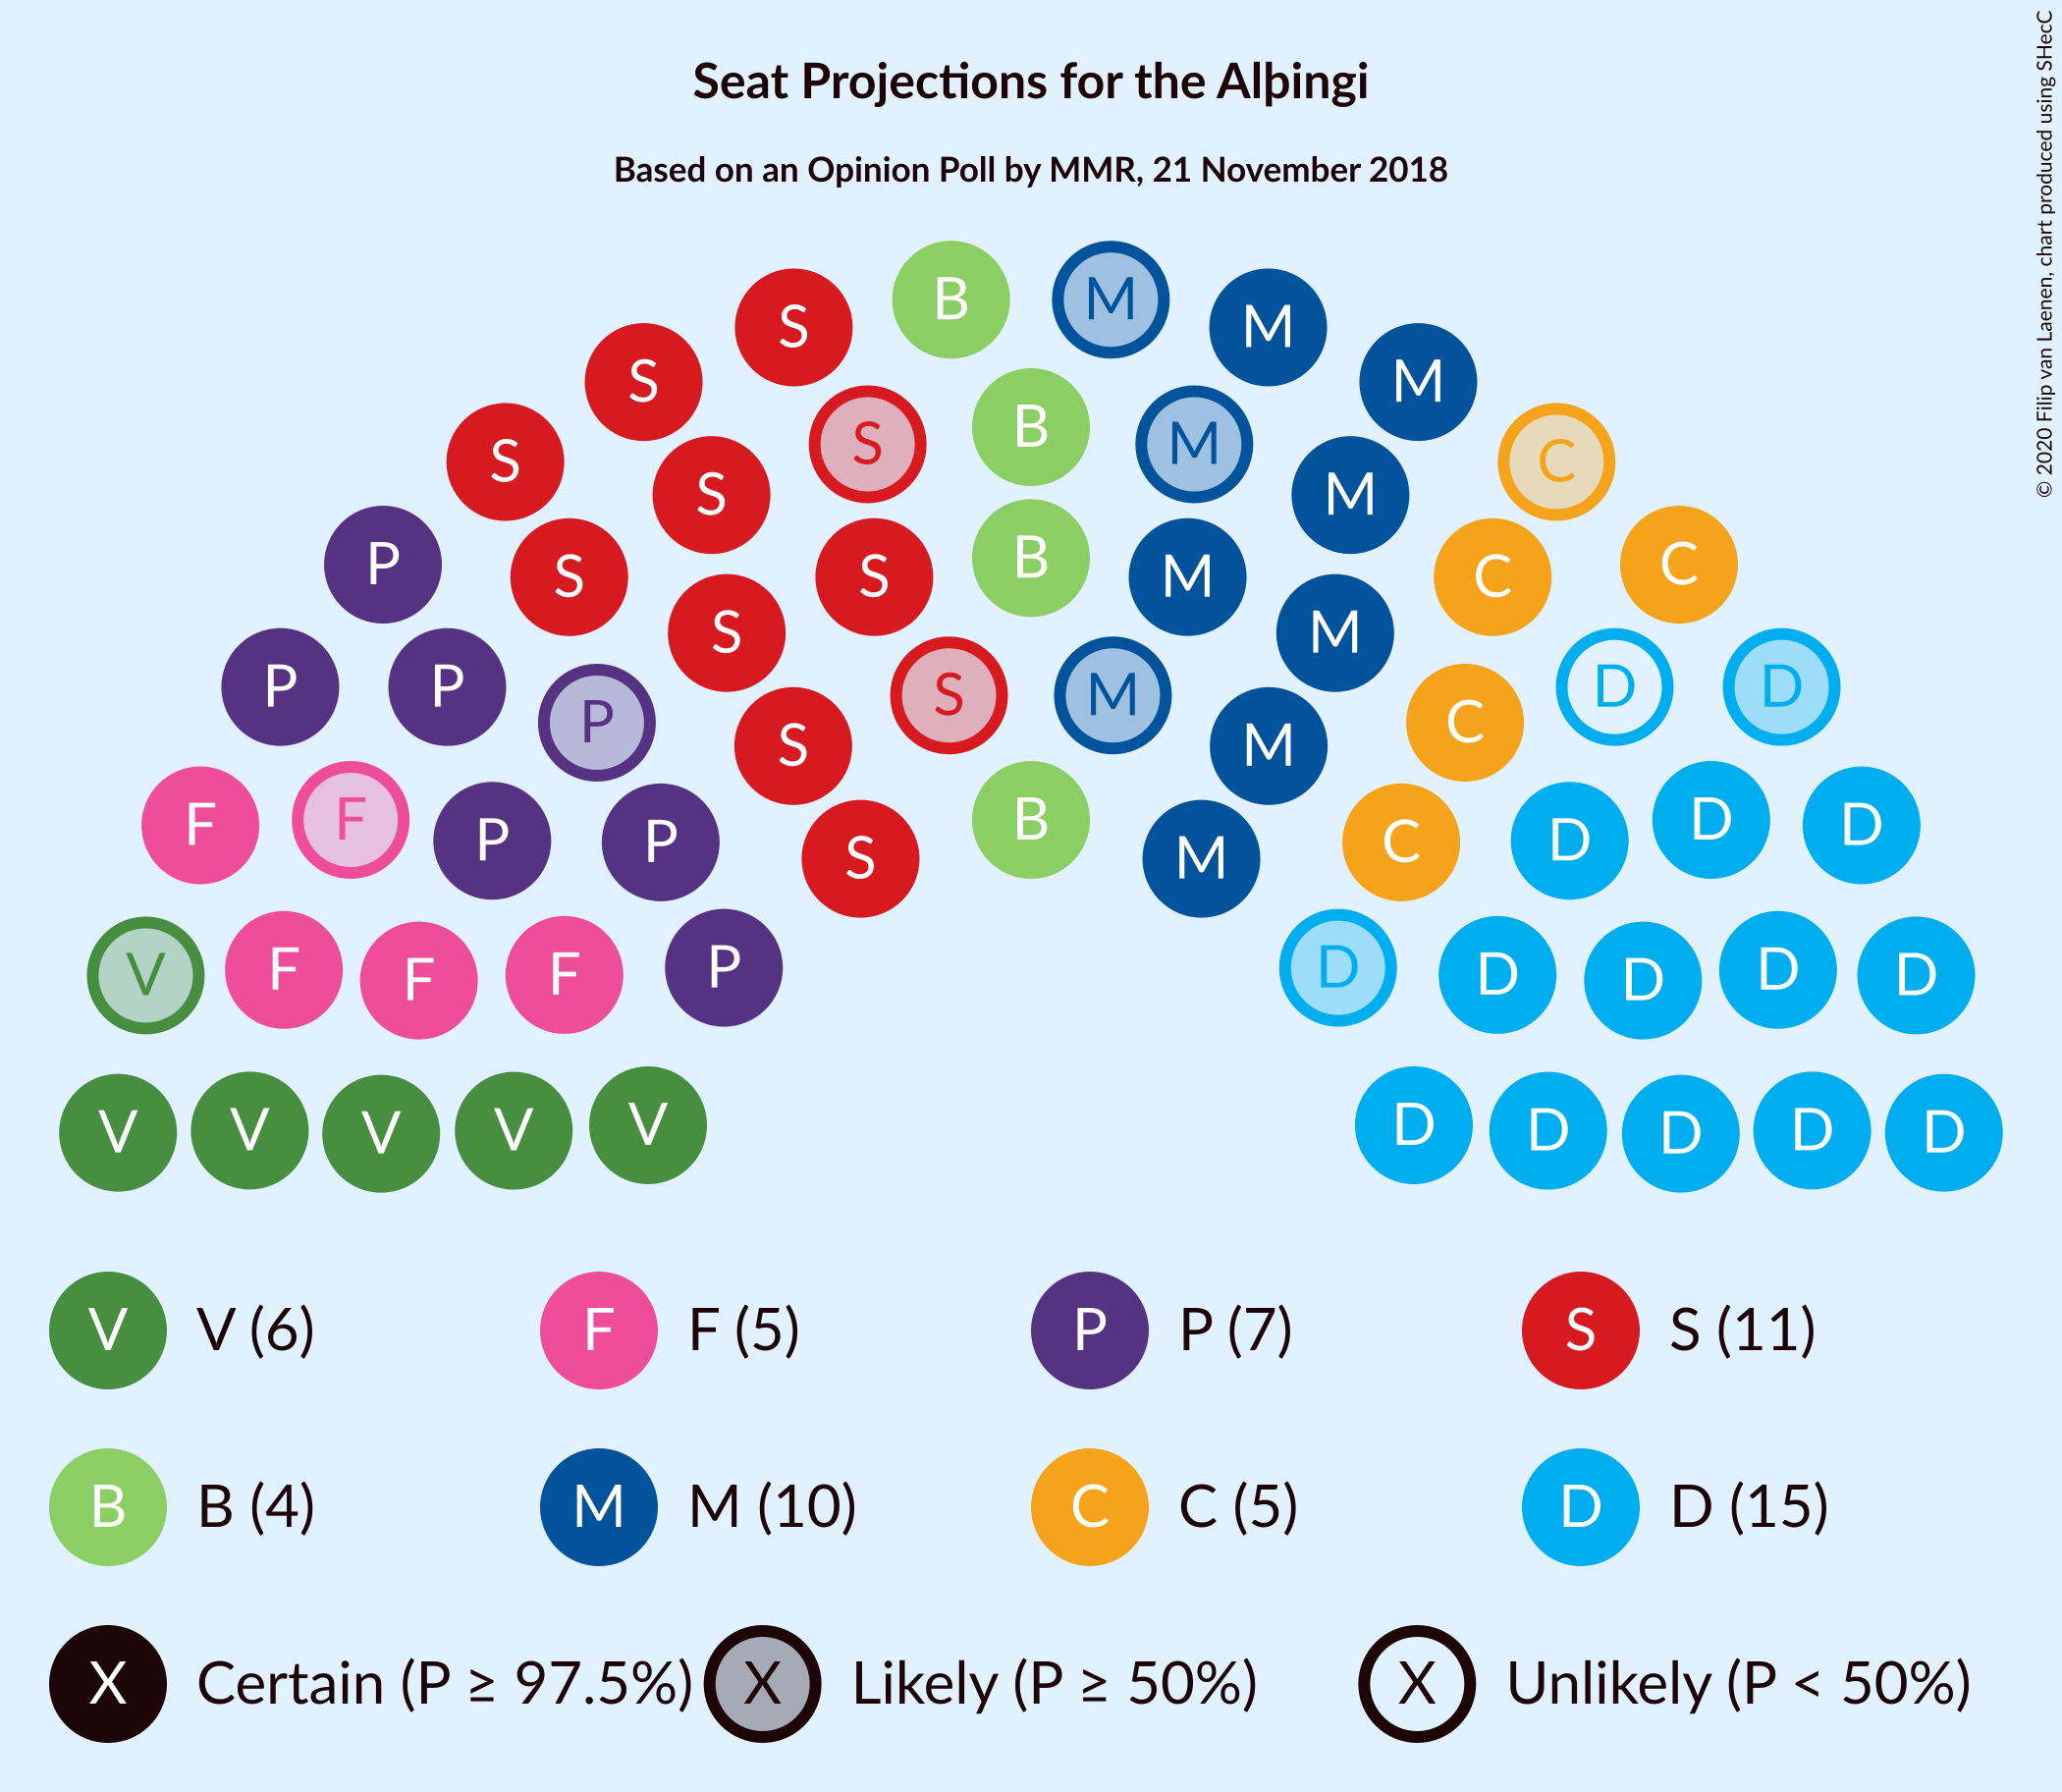 © 2020 Filip van Laenen, chart produced using SHecC
Seat Projections for the Alþingi
Based on an Opinion Poll by MMR, 21 November 2018
B M
S M
S M
S B M
S C
S M
P S S B M C C
S M
P P P S M C D D
S M
F F P P S B M C D D D
V F F F P D D D D D
V V V V V D D D D D
V V (6) F F (5) P P (7) S S (11)
B B (4) M M (10) C C (5) D D (15)
X Certain (P ≥ 97.5%) X Likely (P ≥ 50%) X Unlikely (P < 50%)